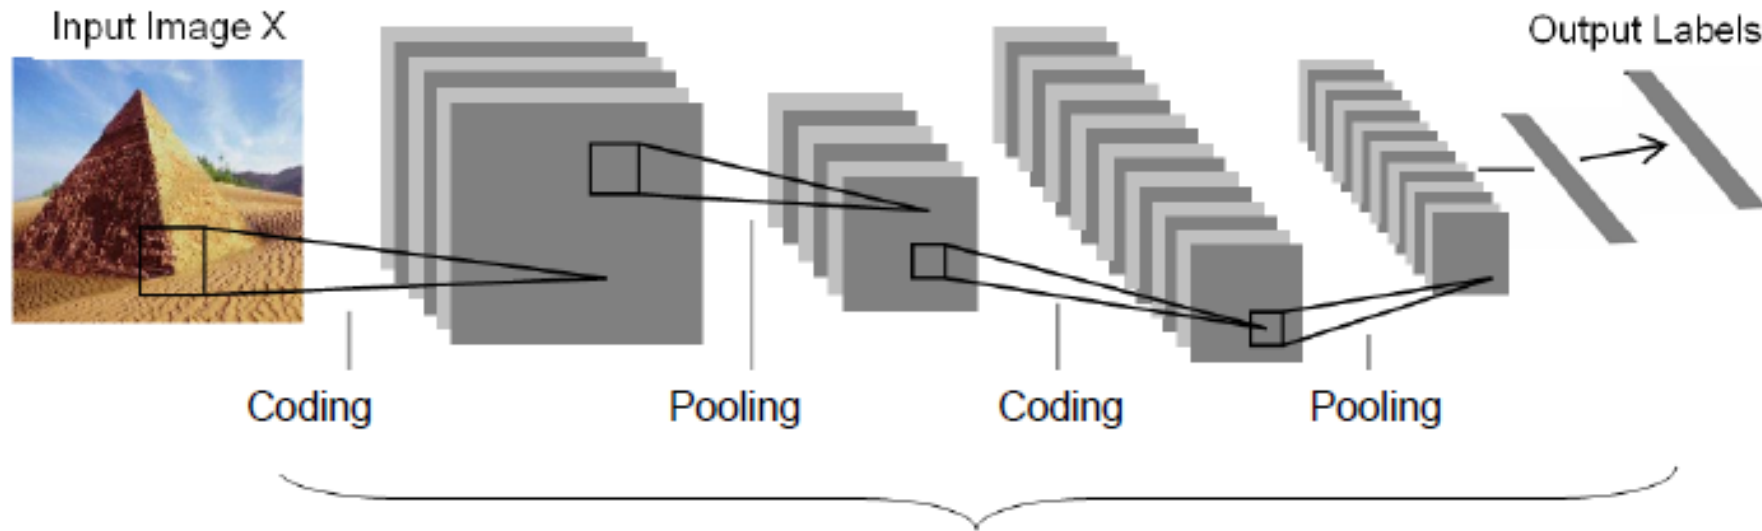 Input Image X
Output Labels
Coding
Pooling
Coding
Pooling